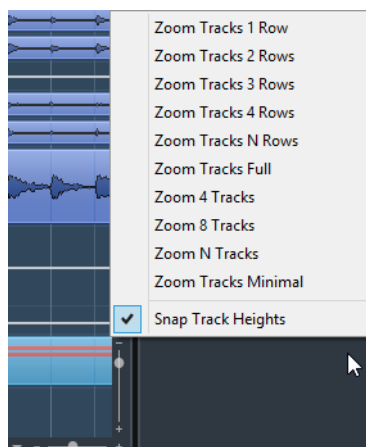 Zoom Tracks 1 Row
Zoom Tracks 2 Rows
Zoom Tracks 3 Rows
Zoom Tracks 4 Rows
Zoom Tracks N Rows
Zoom Tracks Full
Zoom 4 Tracks
Zoom 8 Tracks
Zoom N Tracks
Zoom Tracks Minimal
Snap Track Heights